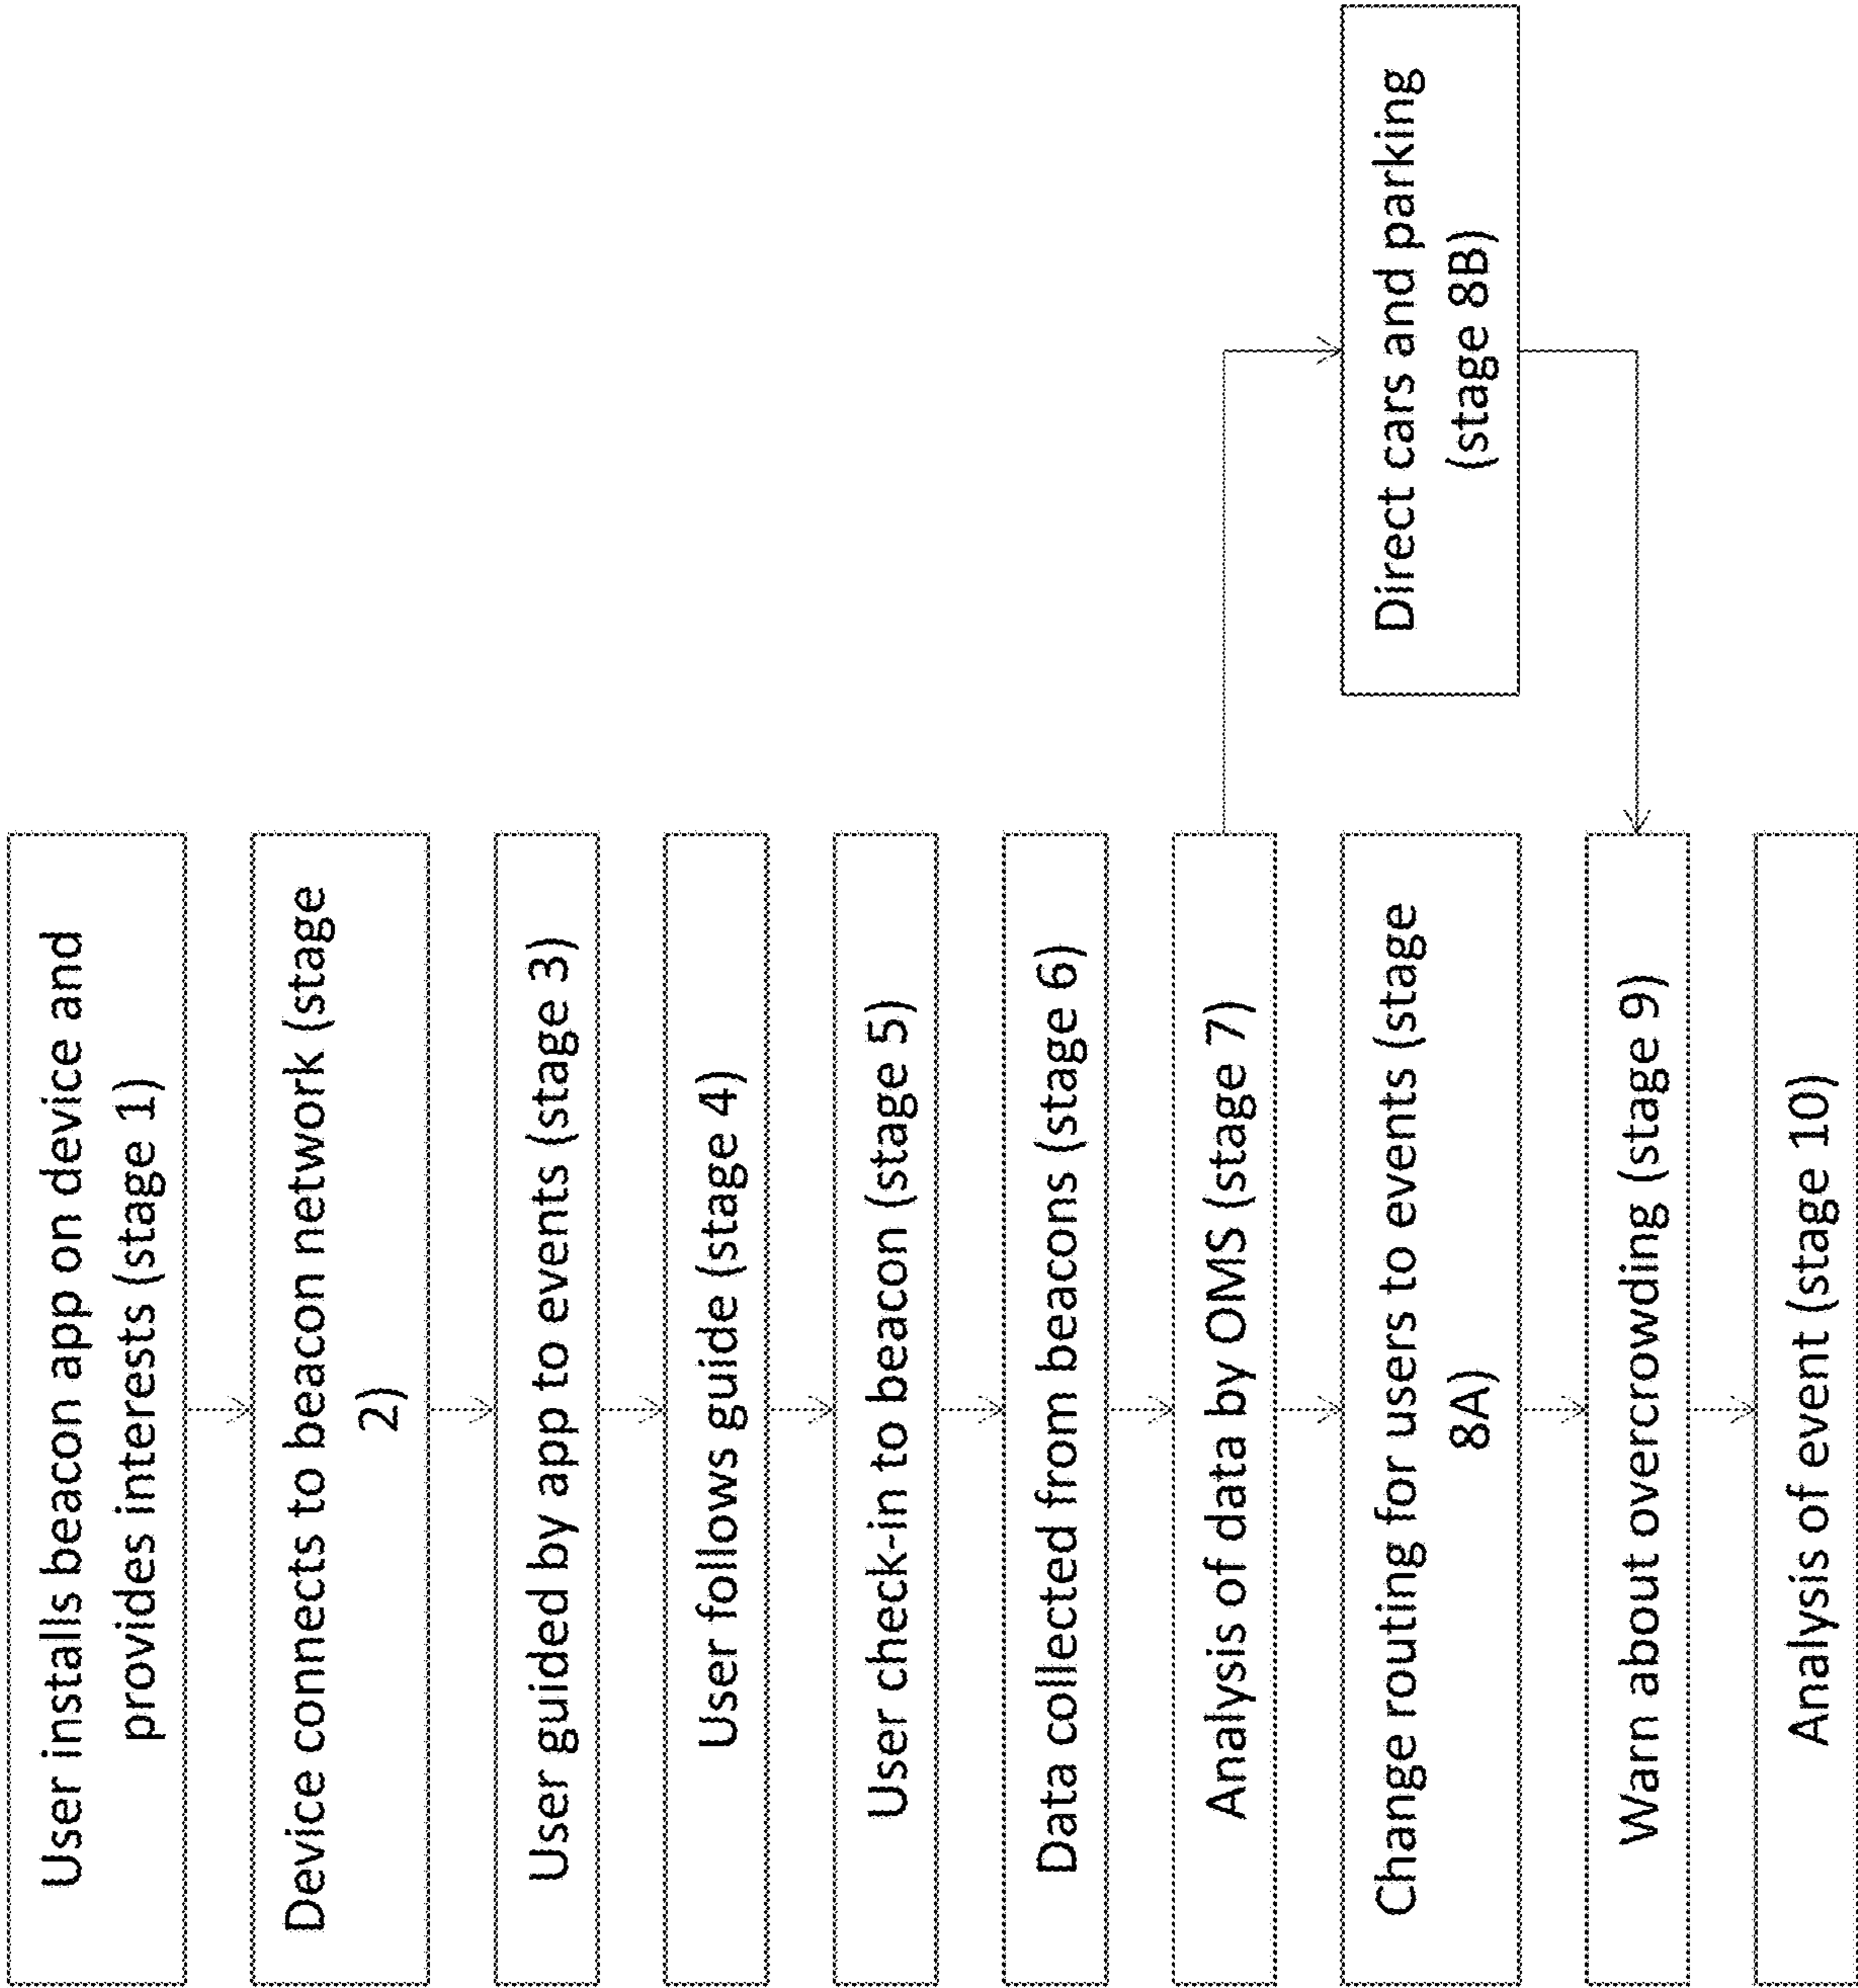 User installs beacon app on device and
provides interests (stage 1)
Device connects to beacon network (stage
2)
User guided by app to events (stage 3)
User follows guide (stage 4)
User check-in to beacon (stage 5)
Data collected from beacons (stage 6)
Analysis of data by OMS (stage 7)
Change routing for users to events (stage
8A)
Direct cars and parking
(stage 8B)
Warn about overcrowding (stage 9)
Analysis of event (stage 10)